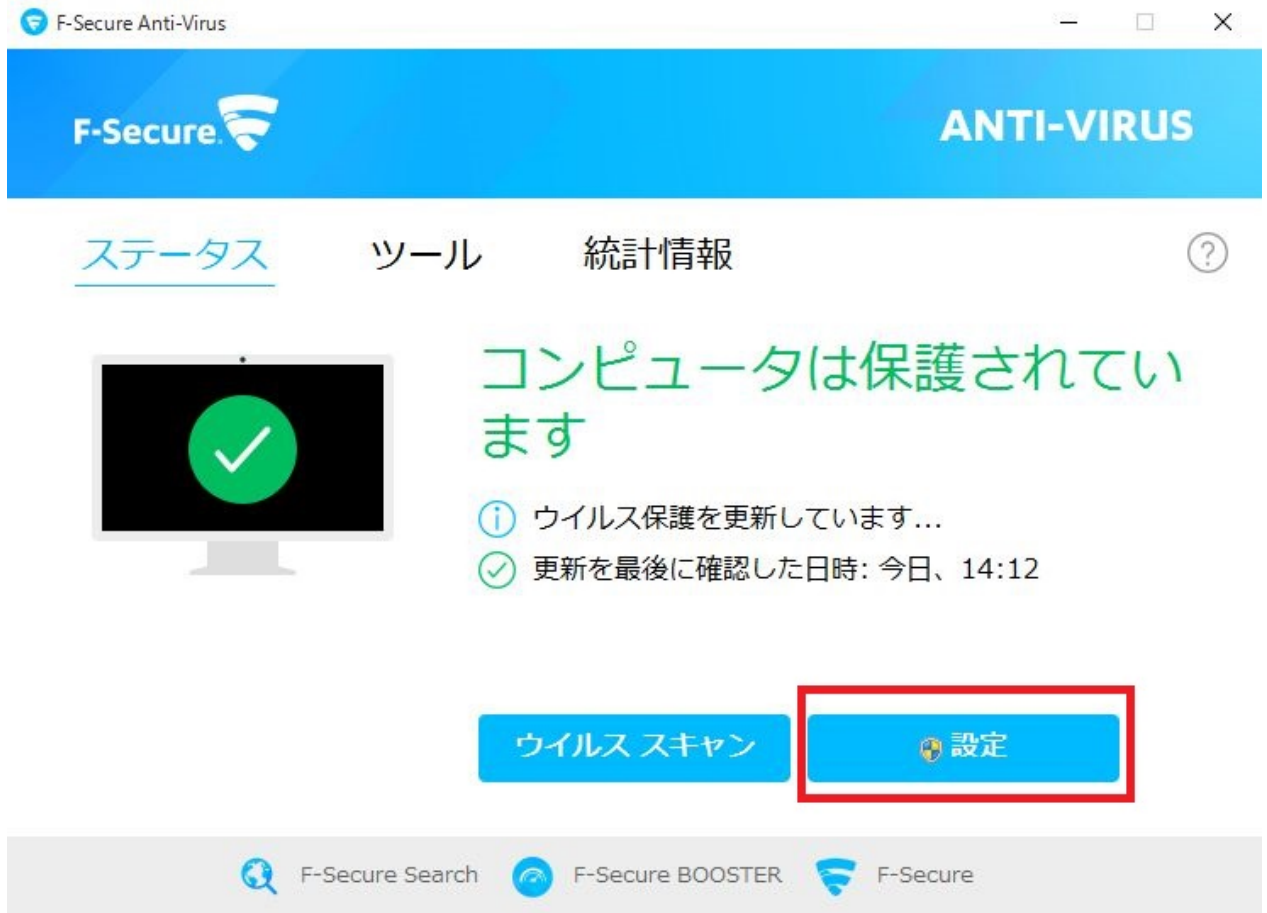 F-Secure Anti-Virus
F-Secure.
ANTI-VIRUS
ステータス ツール 統計情報 ?
コンピュータは保護されてい
ます
ウイルス保護を更新しています...
更新を最後に確認した日時: 今日、14:12
ウイルス スキャン 設定
F-Secure Search F-Secure BOOSTER F-Secure